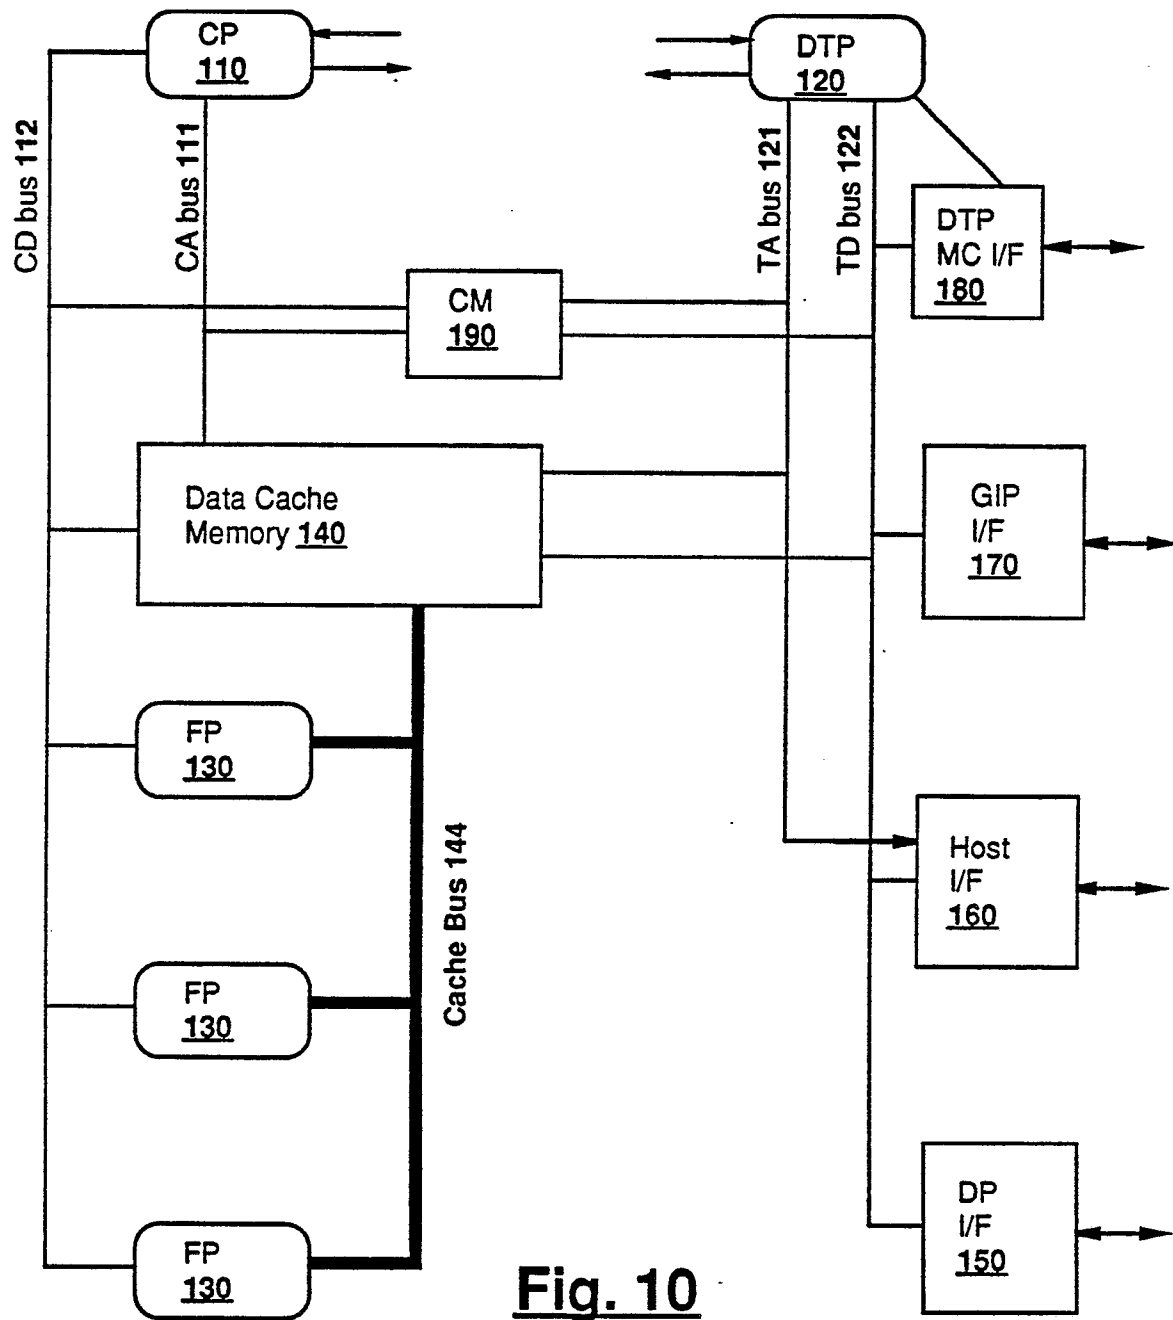 CP
110
DTP
120
CD bus 112
CA bus 111
TA bus 121
TD bus 122
DTP
MC I/F
180
CM
190
Data Cache
Memory 140
GIP
I/F
170
FP
130
Cache Bus 144
Host
I/F
160
FP
130
DP
I/F
150
FP
130
Fig. 10